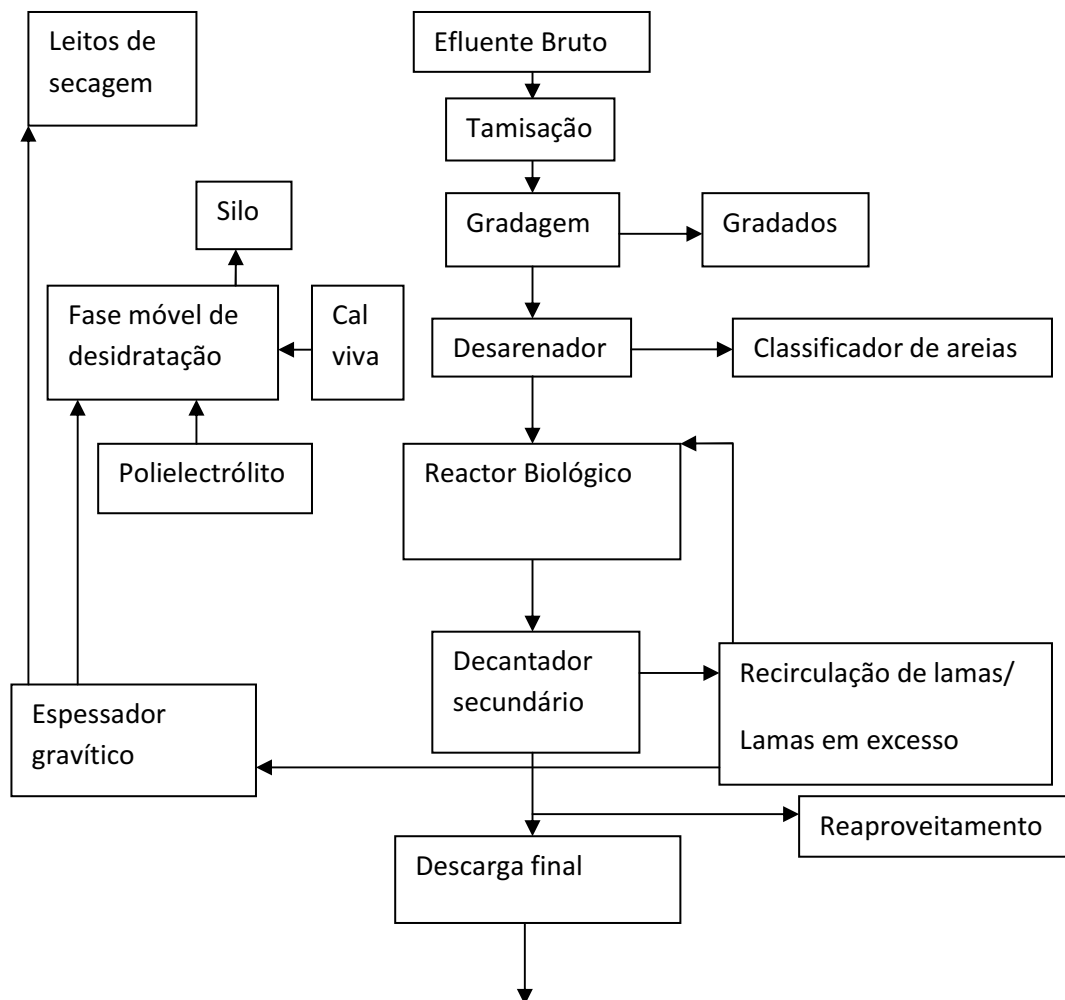 Leitos de
secagem
Efluente Bruto
Tamisação
Silo
Gradagem
Gradados
Fase móvel de
desidratação
Cal
viva
Desarenador
Classificador de areias
Polielectrólito
Reactor Biológico
Decantador
secundário
Recirculação de lamas/
Lamas em excesso
Espessador
gravítico
Reaproveitamento
Descarga final